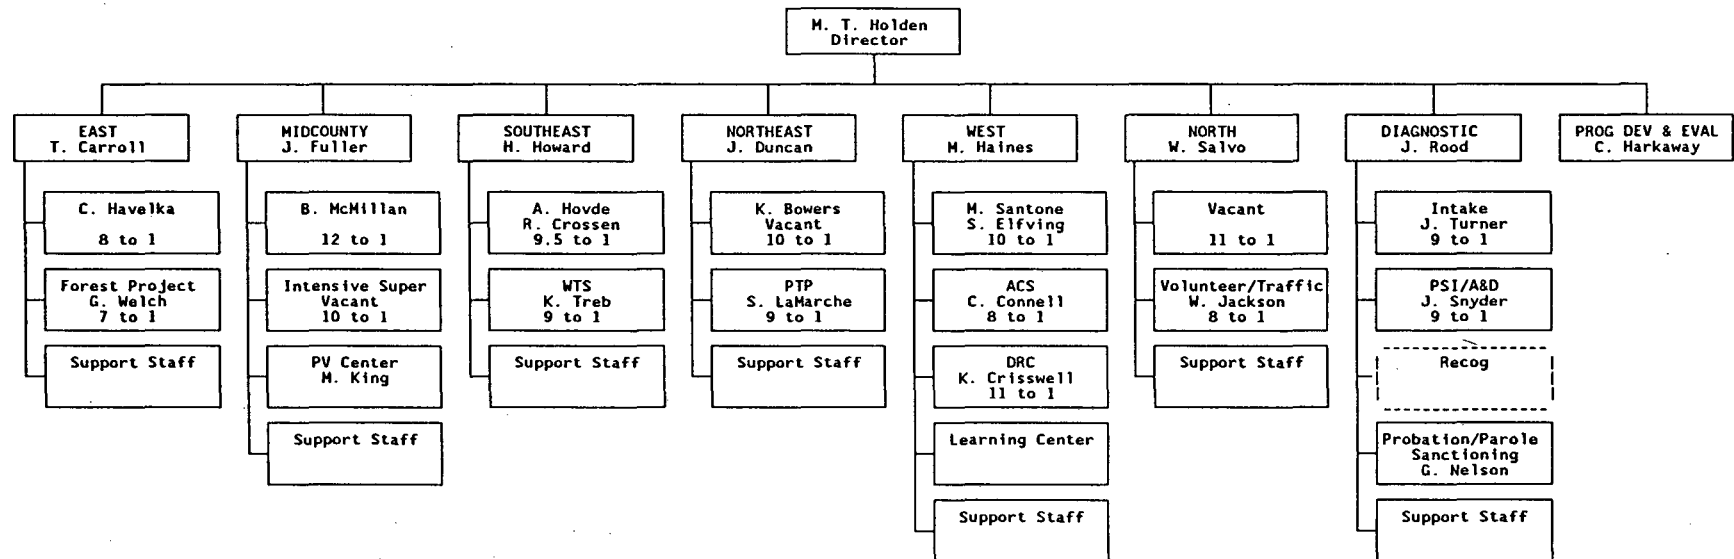 M. T. Holden
Director
EAST
T. Carroll
C. Havelka
8 to 1
Forest Project
G. Welch
7 to 1
Support Staff
MIDCOUNTY
J. Fuller
B. McMillan
12 to 1
Intensive Super
Vacant
10 to 1
PV Center
M. King
Support Staff
SOUTHEAST
H. Howard
A. Hovde
R. Crossen
9.5 to 1
WTS
K. Treb
9 to 1
Support Staff
NORTHEAST
J. Duncan
K. Bowers
Vacant
10 to 1
PTP
S. LaMarche
9 to 1
Support Staff
WEST
M. Haines
M. Santone
S. Elfving
10 to 1
ACS
C. Connell
8 to 1
DRC
K. Crisswell
11 to 1
Learning Center
Support Staff
NORTH
W. Salvo
Vacant
11 to 1
Volunteer/Traffic
W. Jackson
8 to 1
Support Staff
DIAGNOSTIC
J. Rood
Intake
J. Turner
9 to 1
PSI/A&D
J. Snyder
9 to 1
Recog
Probation/Parole
Sanctioning
G. Nelson
Support Staff
PROG DEV & EVAL
C. Harkaway